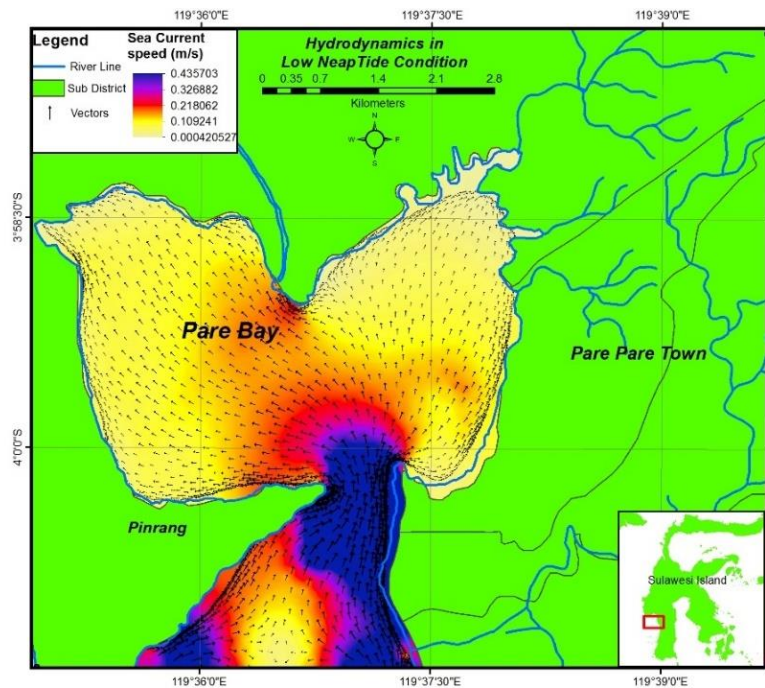 119°36'0"E
119°37'30"E
119°39'0"E
Legend
River Line
Sub District
Vectors
Sea Current
speed (m/s)
0.435703
0.326882
0.218062
0.109241
0.000420527
Hydrodynamics in
Low NeapTide Condition
0 0.35 0.7 1.4 2.1 2.8
Kilometers
N
W
S
3°58'30"S
Pare Bay
Pare Pare Town
4°0'0"S
Pinrang
Sulawesi Island
119°36'0"E
119°37'30"E
119°39'0"E